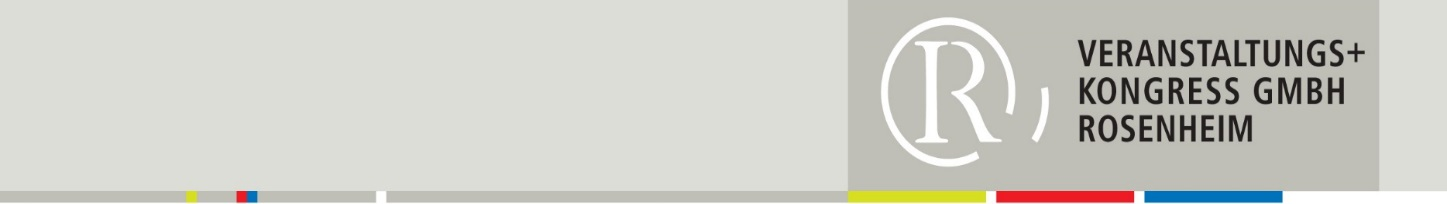 R
VERANSTALTUNGS+
KONGRESS GMBH
ROSENHEIM